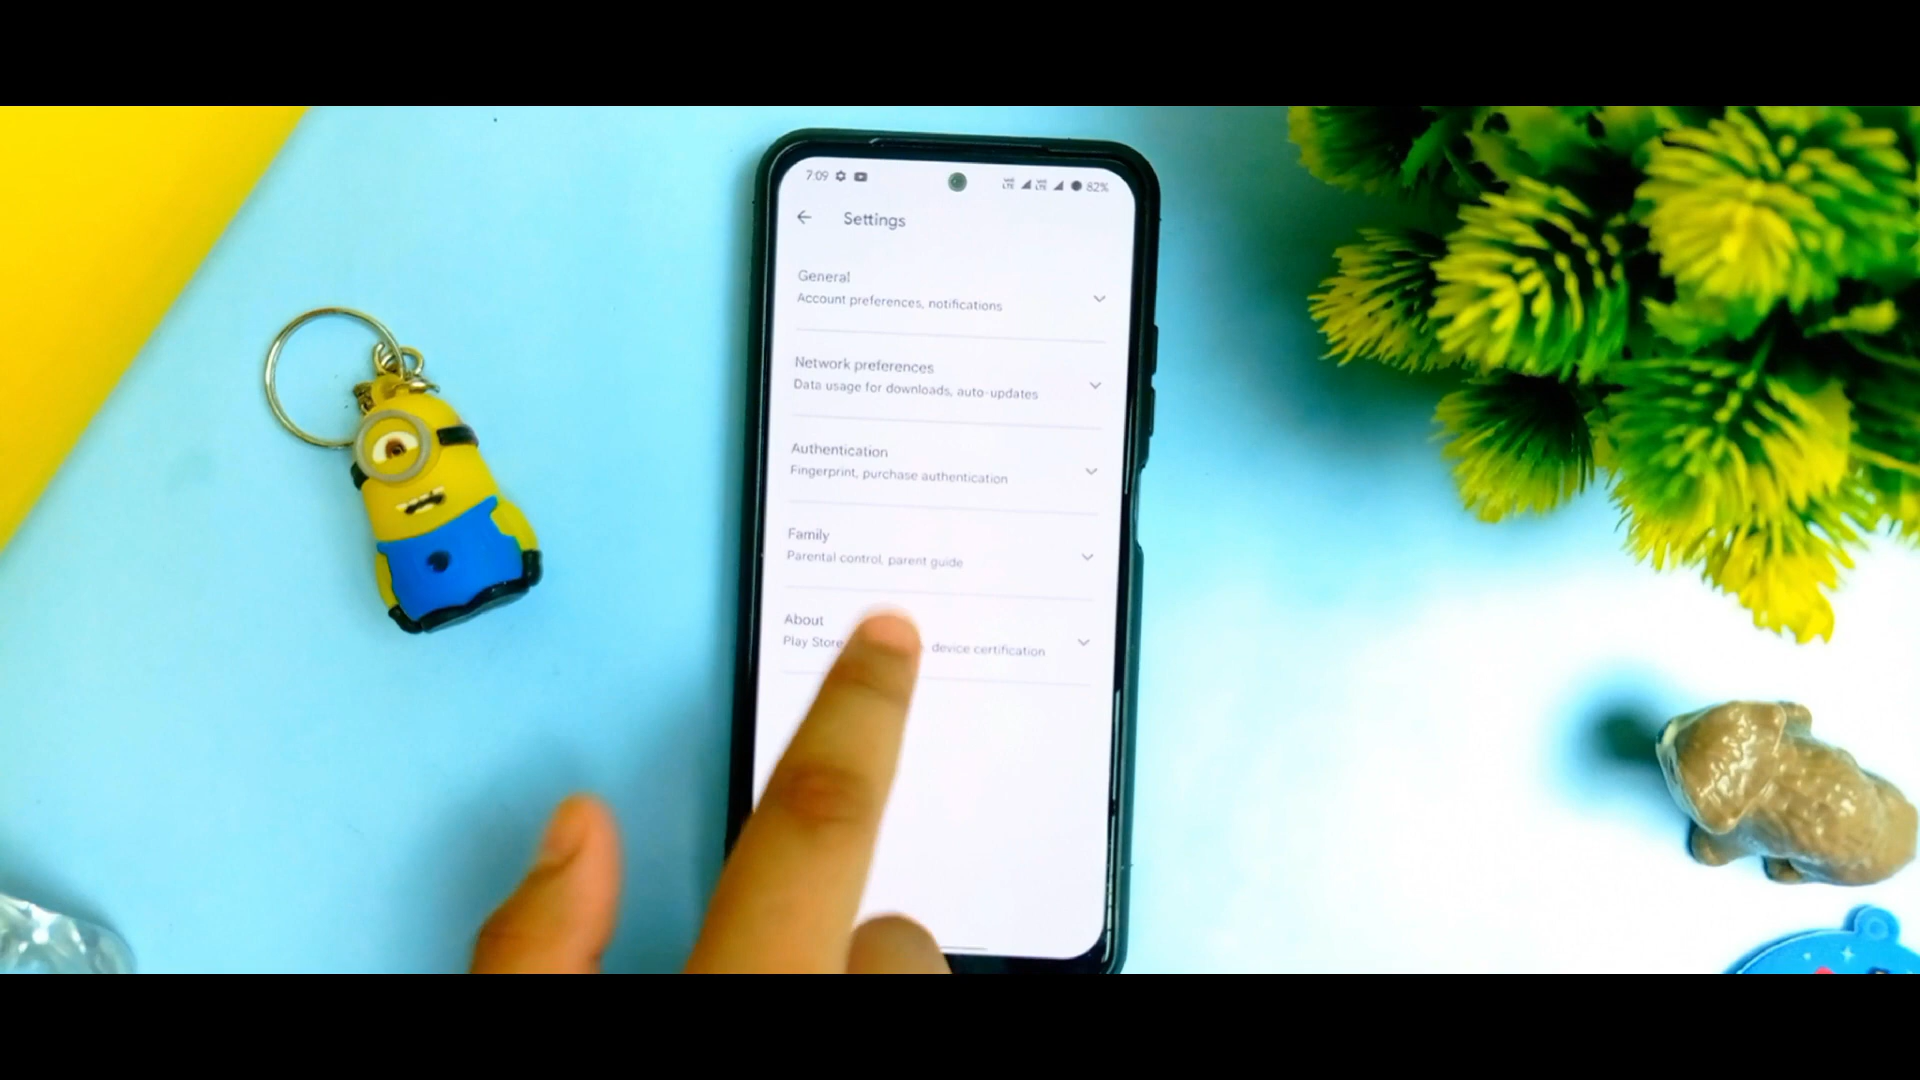 7:09 82%
Settings
General
Account preferences, notifications
Network preferences
Data usage for downloads, auto-updates
Authentication
Fingerprint, purchase authentication
Family
Parental control, parent guide
About
Play Store device certification